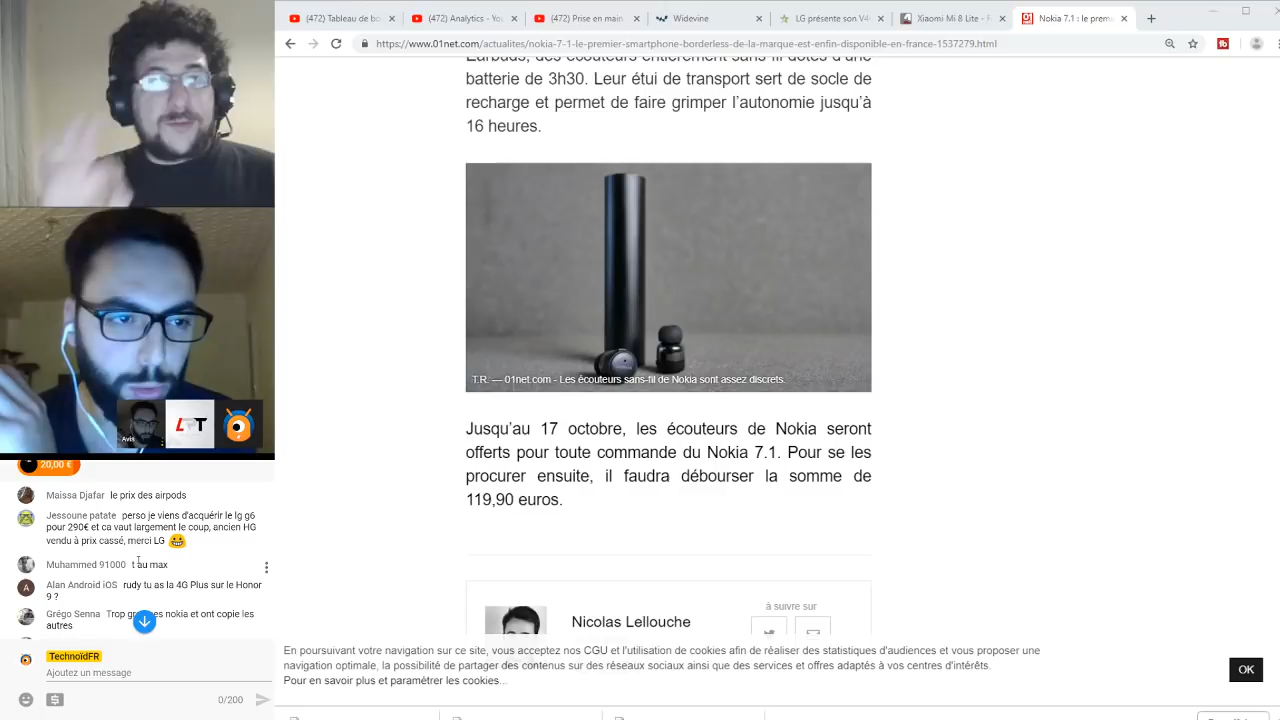 (472) Tableau de bo
(472) Analytics - You
(472) Prise en main
Widevine
LG présente son V4
Xiaomi Mi 8 Lite - F
Nokia 7.1 : le prem
https://www.01net.com/actualites/nokia-7-1-le-premier-smartphone-borderless-de-la-marque-est-enfin-disponible-en-france-1537279.html
Earbuds, des écouteurs entièrement sans fil dotés d'une
batterie de 3h30. Leur étui de transport sert de socle de
recharge et permet de faire grimper l'autonomie jusqu'à
16 heures.
T.R. — 01net.com - Les écouteurs sans-fil de Nokia sont assez discrets.
Jusqu'au 17 octobre, les écouteurs de Nokia seront
offerts pour toute commande du Nokia 7.1. Pour se les
procurer ensuite, il faudra débourser la somme de
119,90 euros.
Nicolas Lellouche
à suivre sur
En poursuivant votre navigation sur ce site, vous acceptez nos CGU et l'utilisation de cookies afin de réaliser des statistiques d'audiences et vous proposer une
navigation optimale, la possibilité de partager des contenus sur des réseaux sociaux ainsi que des services et offres adaptés à vos centres d'intérêts.
Pour en savoir plus et paramétrer les cookies...
OK
Avis
LT
20,00 €
Maissa Djafar le prix des airpods
Jessoune patate perso je viens d'acquérir le lg g6
pour 290€ et ca vaut largement le coup, ancien HG
vendu à prix cassé, merci LG
Muhammed 91000 t au max
Alan Android iOS rudy tu as la 4G Plus sur le Honor
9 ?
Grégo Senna Trop nokia et ont copie les
autres
TechnoïdFR
Ajoutez un message
0/200